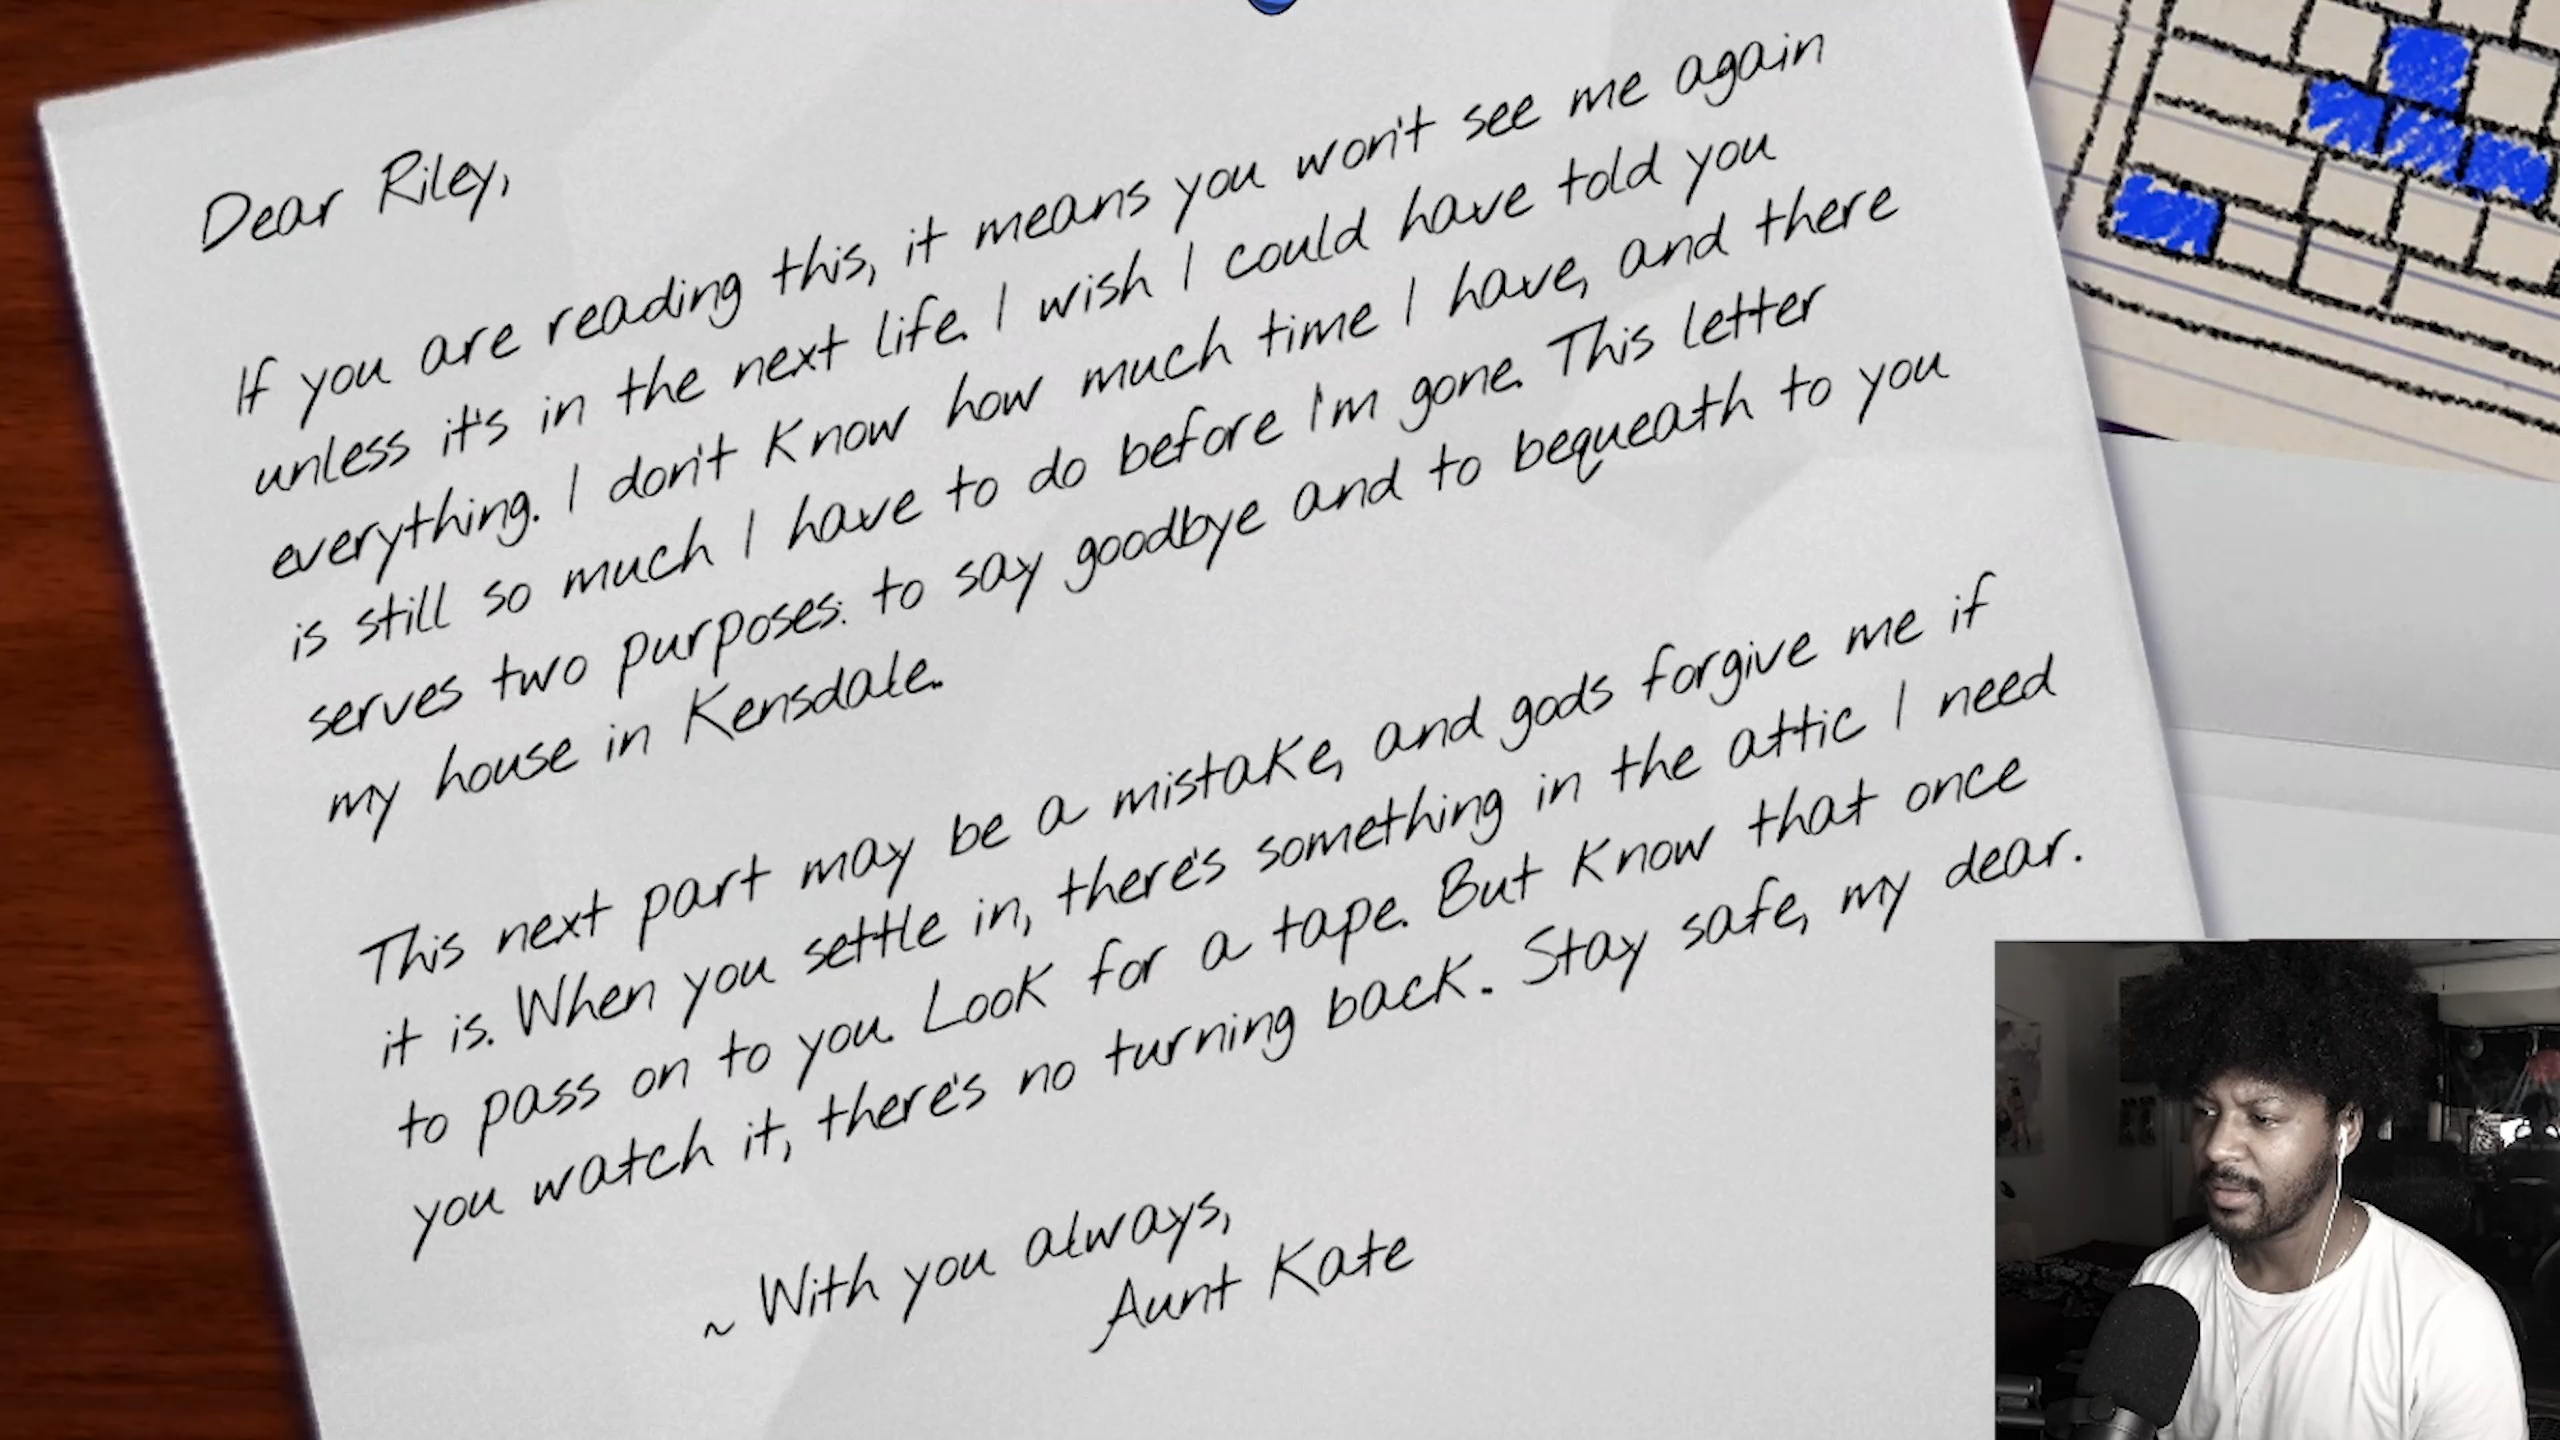 Dear Riley,
If you are reading this, it means you won't see me again
unless it's in the next life. I wish I could have told you
everything. I don't know how much time I have, and there
is still so much I have to do before I'm gone. This letter
serves two purposes: to say goodbye and to bequeath to you
my house in Kensdale.
This next part may be a mistake, and gods forgive me if
it is. When you settle in, there's something in the attic I need
to pass on to you. Look for a tape. But know that once
you watch it, there's no turning back. Stay safe, my dear.
~ With you always,
Aunt Kate